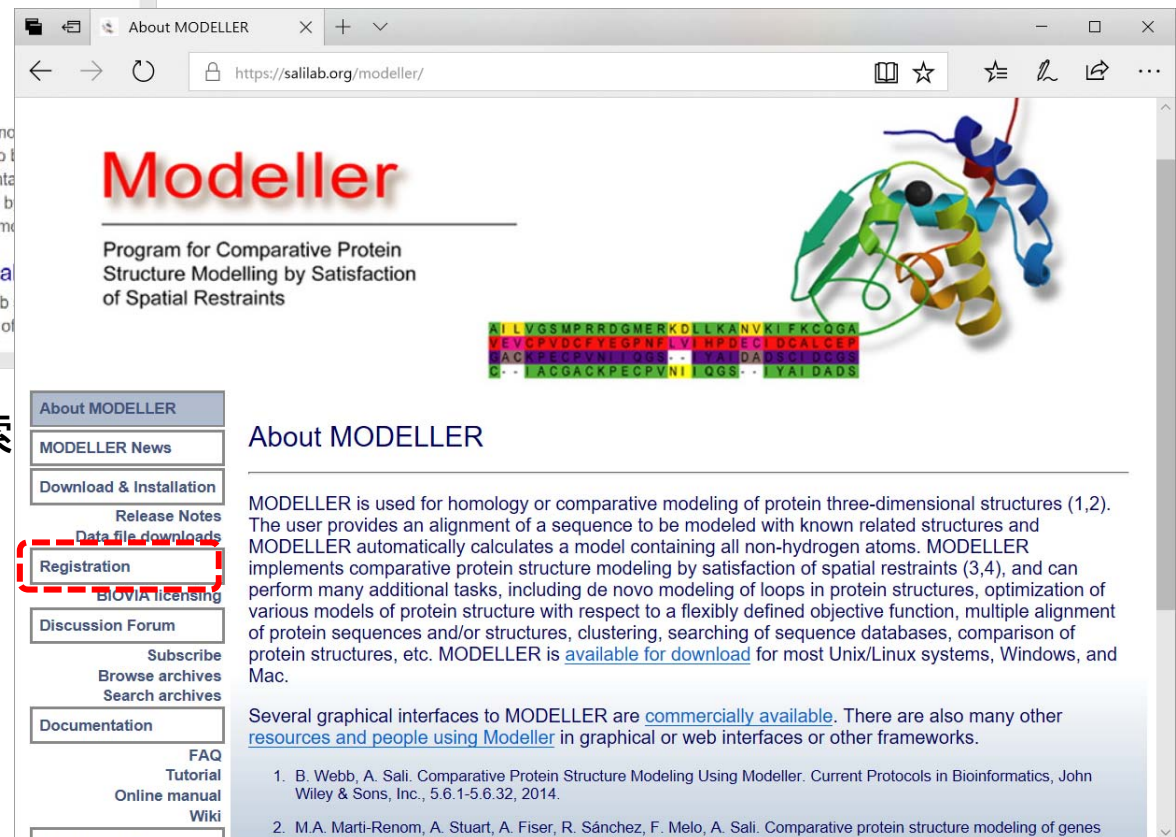 About MODELLER
https://salilab.org/modeller/
Modeller
Program for Comparative Protein
Structure Modelling by Satisfaction
of Spatial Restraints
A I L V G S M P R R D G M E R K D L L K A N V K I F K C Q G A
V E V C P V D C F Y E G P N F L V I H P D E C I D C A L C E P
G A C K P E C P V N I I Q G S - - I Y A I D A D S C I D C G S
C - - I A C G A C K P E C P V N I I Q G S - - I Y A I D A D S
About MODELLER
MODELLER News
Download & Installation
Release Notes
Data file downloads
Registration
BIOVIA licensing
Discussion Forum
Subscribe
Browse archives
Search archives
Documentation
FAQ
Tutorial
Online manual
Wiki
About MODELLER
MODELLER is used for homology or comparative modeling of protein three-dimensional structures (1,2).
The user provides an alignment of a sequence to be modeled with known related structures and
MODELLER automatically calculates a model containing all non-hydrogen atoms. MODELLER
implements comparative protein structure modeling by satisfaction of spatial restraints (3,4), and can
perform many additional tasks, including de novo modeling of loops in protein structures, optimization of
various models of protein structure with respect to a flexibly defined objective function, multiple alignment
of protein sequences and/or structures, clustering, searching of sequence databases, comparison of
protein structures, etc. MODELLER is available for download for most Unix/Linux systems, Windows, and
Mac.
Several graphical interfaces to MODELLER are commercially available. There are also many other
resources and people using Modeller in graphical or web interfaces or other frameworks.
1. B. Webb, A. Sali. Comparative Protein Structure Modeling Using Modeller. Current Protocols in Bioinformatics, John
Wiley & Sons, Inc., 5.6.1-5.6.32, 2014.
2. M.A. Marti-Renom, A. Stuart, A. Fiser, R. Sánchez, F. Melo, A. Sali. Comparative protein structure modeling of genes